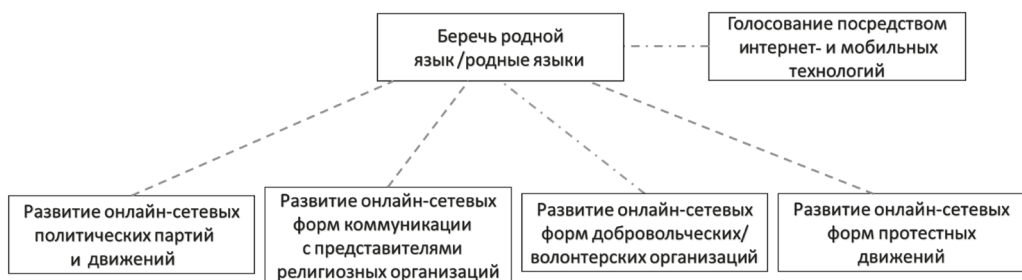 Беречь родной
язык /родные языки
Голосование посредством
интернет- и мобильных
технологий
Развитие онлайн-сетевых
политических партий
и движений
Развитие онлайн-сетевых
форм коммуникации
с представителями
религиозных организаций
Развитие онлайн-сетевых
форм добровольческих/
волонтерских организаций
Развитие онлайн-сетевых
форм протестных
движений